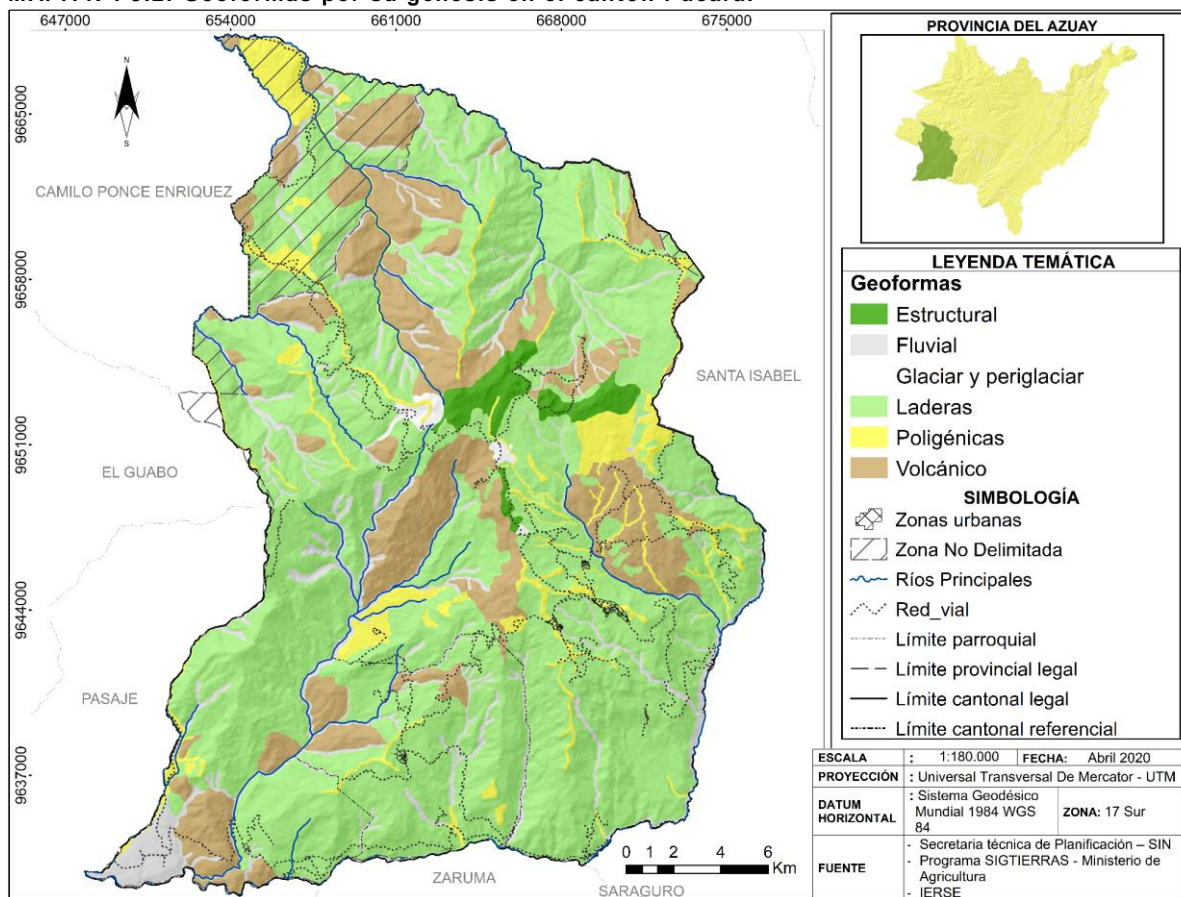 647000 654000 661000 668000 675000
N
S
9665000
9658000
9651000
9644000
9637000
CAMILO PONCE ENRIQUEZ
SANTA ISABEL
EL GUABO
PASAJE
ZARUMA
SARAGURO
0 1 2 4 6
Km
PROVINCIA DEL AZUAY
LEYENDA TEMÁTICA
Geoformas
Estructural
Fluvial
Glaciar y periglaciar
Laderas
Poligénicas
Volcánico
SIMBOLOGÍA
Zonas urbanas
Zona No Delimitada
Ríos Principales
Red_vial
Límite parroquial
Límite provincial legal
Límite cantonal legal
Límite cantonal referencial
ESCALA : 1:180.000 FECHA: Abril 2020
PROYECCIÓN : Universal Transversal De Mercator - UTM
DATUM HORIZONTAL : Sistema Geodésico Mundial 1984 WGS 84 ZONA: 17 Sur
FUENTE
- Secretaria técnica de Planificación – SIN
- Programa SIGTIERRAS - Ministerio de
Agricultura
- IERSE